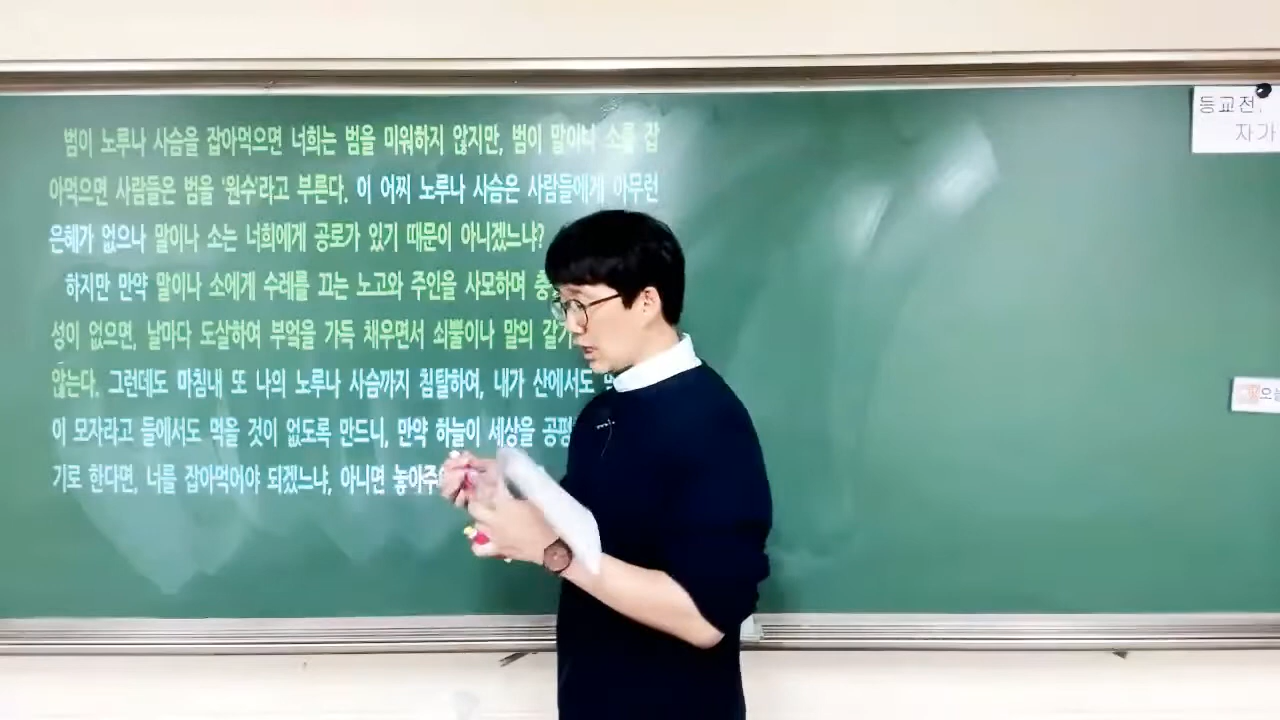 범이 노루나 사슴을 잡아먹으면 너희는 범을 미워하지 않지만, 범이 말이나 소를 잡
아먹으면 사람들은 범을 '원수'라고 부른다. 이 어찌 노루나 사슴은 사람들에게 아무런
은혜가 없으나 말이나 소는 너희에게 공로가 있기 때문이 아니겠느냐?
하지만 만약 말이나 소에게 수레를 끄는 노고와 주인을 사모하며 충
성이 없으면, 날마다 도살하여 부엌을 가득 채우면서 쇠뿔이나 말의
않는다. 그런데도 마침내 또 나의 노루나 사슴까지 침탈하여, 내가 산에서도
이 모자라고 들에서도 먹을 것이 없도록 만드니, 만약 하늘이 세상을 공평
기로 한다면, 너를 잡아먹어야 되겠느냐, 아니면 놓아주
등교전,
자가
오늘